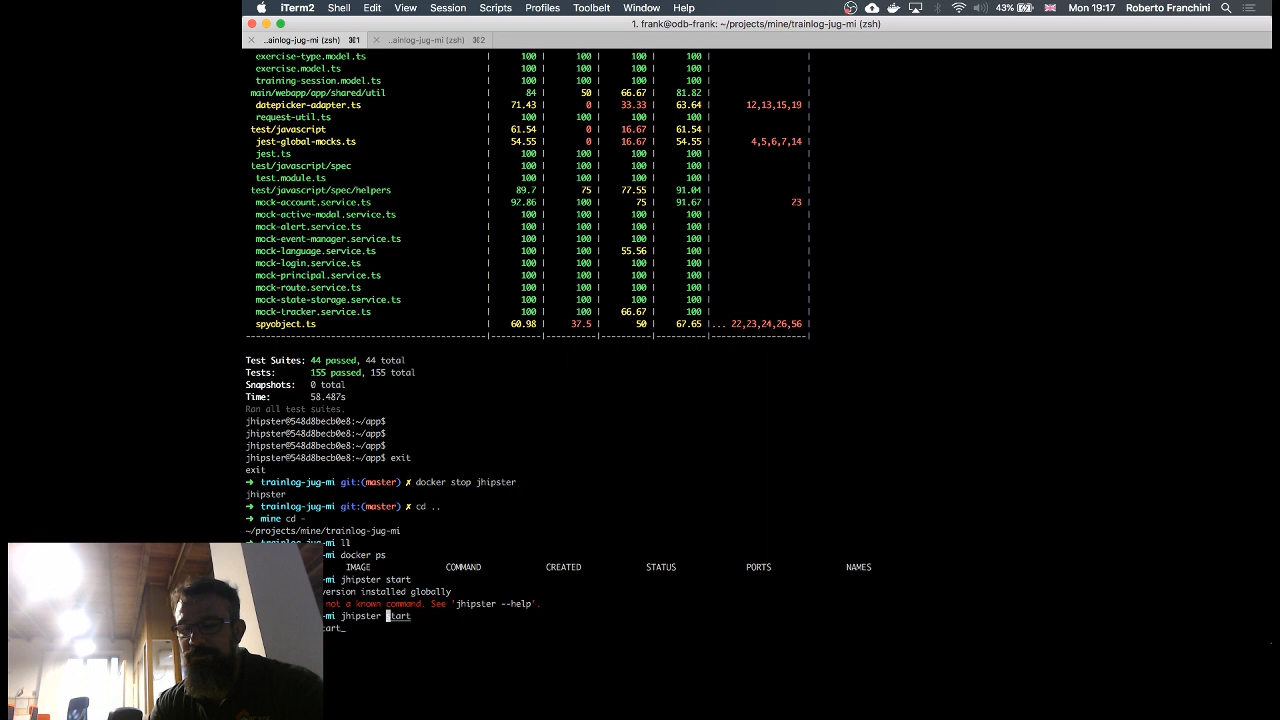 iTerm2 Shell Edit View Session Scripts Profiles Toolbelt Window Help 43% Mon 19:17 Roberto Franchini
1. frank@odb-frank: ~/projects/mine/trainlog-jug-mi (zsh)
..ainlog-jug-mi (zsh) ⌘1 ..ainlog-jug-mi (zsh) ⌘2
exercise-type.model.ts | 100 | 100 | 100 | 100 | |
exercise.model.ts | 100 | 100 | 100 | 100 | |
training-session.model.ts | 100 | 100 | 100 | 100 | |
main/webapp/app/shared/util | 84 | 50 | 66.67 | 81.82 | |
datepicker-adapter.ts | 71.43 | 0 | 33.33 | 63.64 | 12,13,15,19 |
request-util.ts | 100 | 100 | 100 | 100 | |
test/javascript | 61.54 | 0 | 16.67 | 61.54 | |
jest-global-mocks.ts | 54.55 | 0 | 16.67 | 54.55 | 4,5,6,7,14 |
jest.ts | 100 | 100 | 100 | 100 | |
test/javascript/spec | 100 | 100 | 100 | 100 | |
test.module.ts | 100 | 100 | 100 | 100 | |
test/javascript/spec/helpers | 89.7 | 75 | 77.55 | 91.04 | |
mock-account.service.ts | 92.86 | 100 | 75 | 91.67 | 23 |
mock-active-modal.service.ts | 100 | 100 | 100 | 100 | |
mock-alert.service.ts | 100 | 100 | 100 | 100 | |
mock-event-manager.service.ts | 100 | 100 | 100 | 100 | |
mock-language.service.ts | 100 | 100 | 55.56 | 100 | |
mock-login.service.ts | 100 | 100 | 100 | 100 | |
mock-principal.service.ts | 100 | 100 | 100 | 100 | |
mock-route.service.ts | 100 | 100 | 100 | 100 | |
mock-state-storage.service.ts | 100 | 100 | 100 | 100 | |
mock-tracker.service.ts | 100 | 100 | 66.67 | 100 | |
spyobject.ts | 60.98 | 37.5 | 50 | 67.65 |... 22,23,24,26,56 |
Test Suites: 44 passed, 44 total
Tests: 155 passed, 155 total
Snapshots: 0 total
Time: 58.487s
Ran all test suites.
jhipster@548d8becb0e8:~/app$
jhipster@548d8becb0e8:~/app$
jhipster@548d8becb0e8:~/app$
jhipster@548d8becb0e8:~/app$ exit
exit
➜ trainlog-jug-mi git:(master) ✗ docker stop jhipster
jhipster
➜ trainlog-jug-mi git:(master) ✗ cd ..
➜ mine cd -
~/projects/mine/trainlog-jug-mi
➜ trainlog-jug-mi ll
-mi docker ps
IMAGE COMMAND CREATED STATUS PORTS NAMES
-mi jhipster start
version installed globally
not a known command. See 'jhipster --help'.
-mi jhipster start
tart_